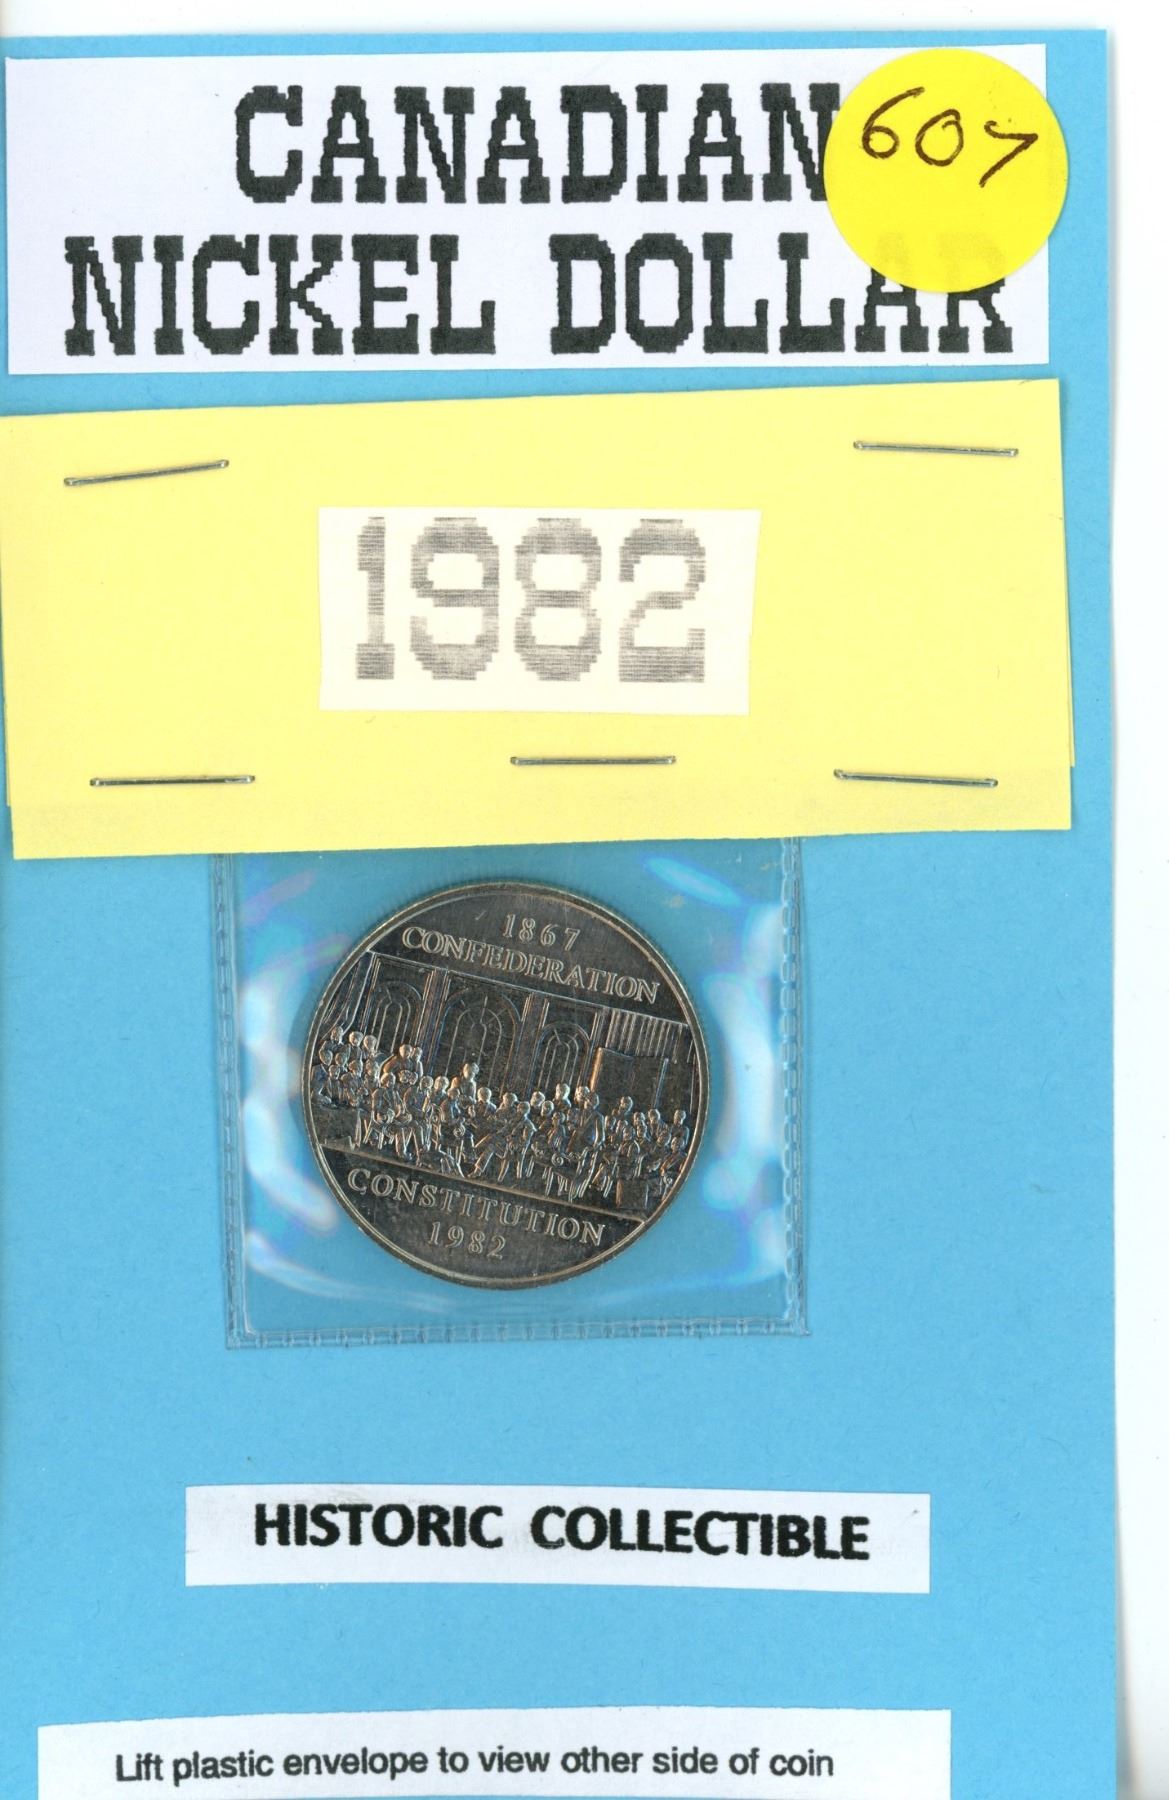 CANADIAN
607
NICKEL DOLLAR
1982
1867
CONFEDERATION
CONSTITUTION
1982
HISTORIC COLLECTIBLE
Lift plastic envelope to view other side of coin